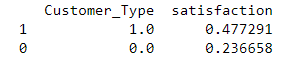 Customer_Type satisfaction
1 1.0 0.477291
0 0.0 0.236658